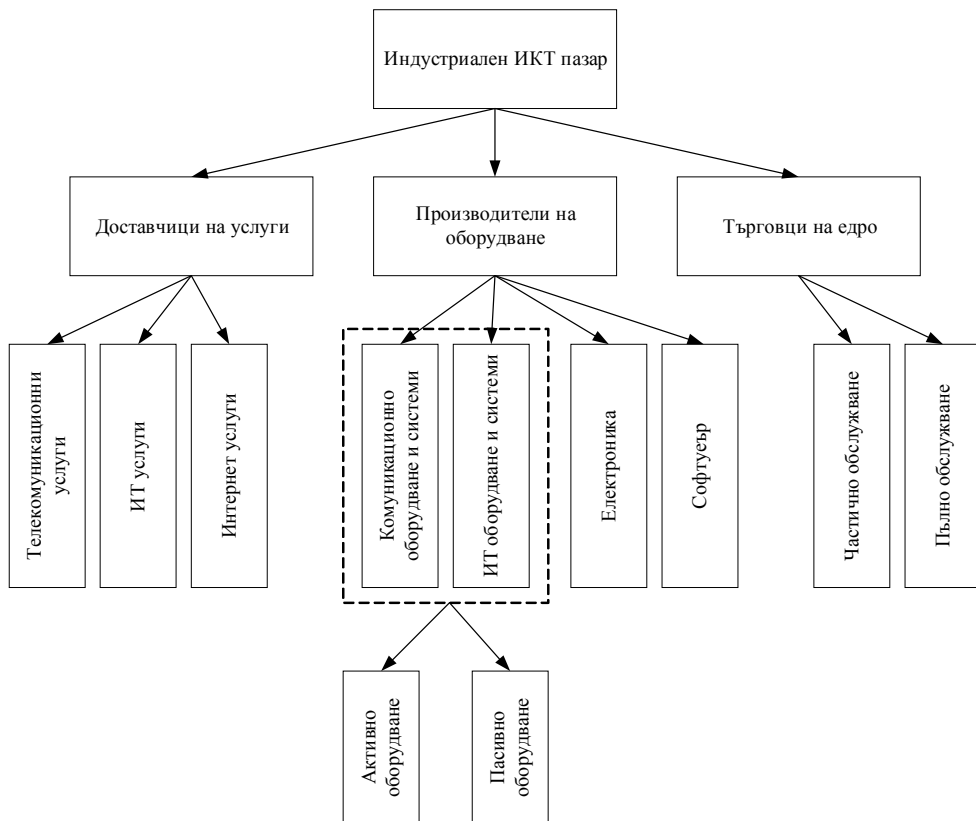 Индустриален ИКТ пазар
Доставчици на услуги
Производители на
оборудване
Търговци на едро
Телекомуникационни
услуги
ИТ услуги
Интернет услуги
Комуникационно
оборудване и системи
ИТ оборудване и системи
Електроника
Софтуеър
Частично обслужване
Пълно обслужване
Активно
оборудване
Пасивно
оборудване